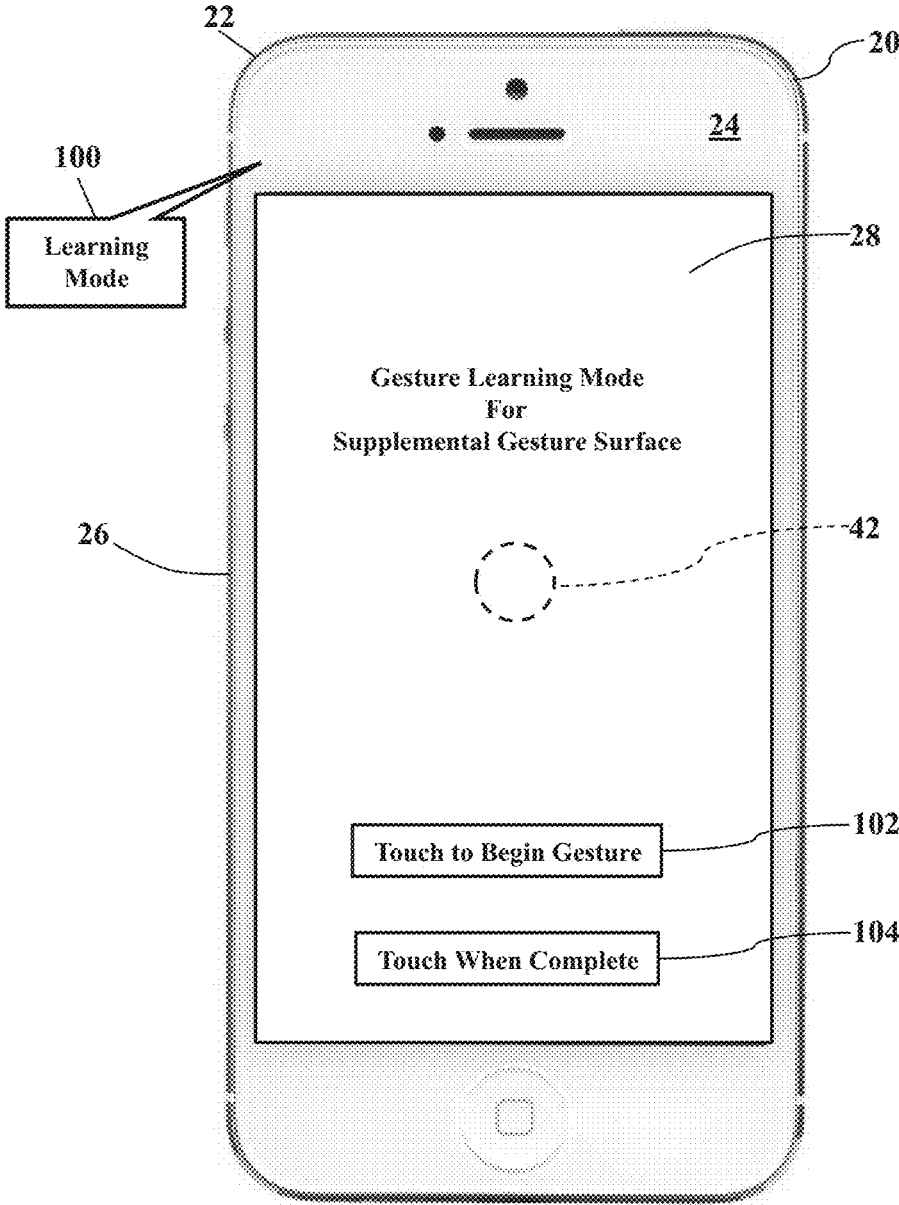 22
20
24
100
Learning
Mode
28
Gesture Learning Mode
For
Supplemental Gesture Surface
26
42
Touch to Begin Gesture
102
Touch When Complete
104